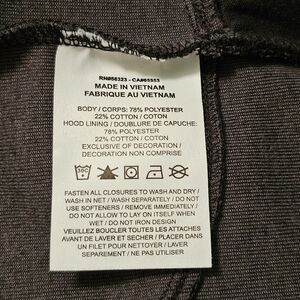 RN#56323 - CA#05553
MADE IN VIETNAM
FABRIQUE AU VIETNAM
BODY / CORPS: 78% POLYESTER
22% COTTON / COTON
HOOD LINING / DOUBLURE DE CAPUCHE:
78% POLYESTER
22% COTTON / COTON
EXCLUSIVE OF DECORATION /
DECORATION NON COMPRISE
30C
FASTEN ALL CLOSURES TO WASH AND DRY /
WASH IN NET / WASH SEPARATELY / DO NOT
USE SOFTENERS / REMOVE IMMEDIATELY /
DO NOT ALLOW TO LAY ON ITSELF WHEN
WET / DO NOT IRON DESIGN
VEUILLEZ BOUCLER TOUTES LES ATTACHES
AVANT DE LAVER ET SECHER / PLACER DANS
UN FILET POUR NETTOYER / LAVER
SEPAREMENT / NE PAS UTILISER